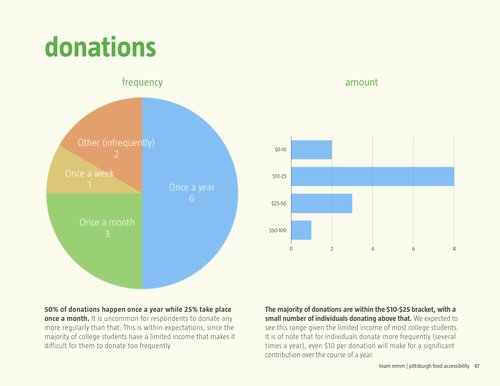 donations
frequency
amount
Other (infrequently)
2
Once a week
1
Once a year
6
Once a month
3
$0-10
$10-25
$25-50
$50-100
0 2 4 6 8
50% of donations happen once a year while 25% take place
once a month. It is uncommon for respondents to donate any
more regularly than that. This is within expectations, since the
majority of college students have a limited income that makes it
difficult for them to donate too frequently.
The majority of donations are within the $10-$25 bracket, with a
small number of individuals donating above that. We expected to
see this range given the limited income of most college students.
It is of note that for individuals donate more frequently (several
times a year), even $10 per donation will make for a significant
contribution over the course of a year.
team mmm | pittsburgh food accessibility 47